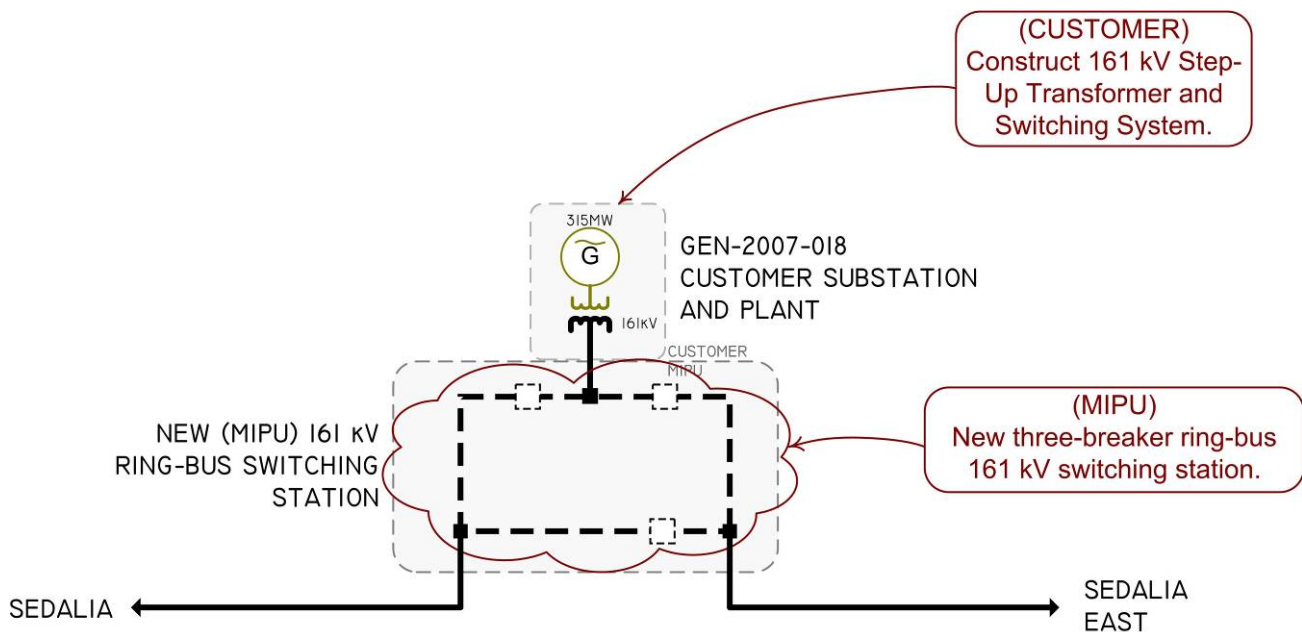 (CUSTOMER)
Construct 161 kV Step-
Up Transformer and
Switching System.
315MW
G
161kV
GEN-2007-018
CUSTOMER SUBSTATION
AND PLANT
CUSTOMER
MIPU
NEW (MIPU) 161 kV
RING-BUS SWITCHING
STATION
(MIPU)
New three-breaker ring-bus
161 kV switching station.
SEDALIA
SEDALIA
EAST